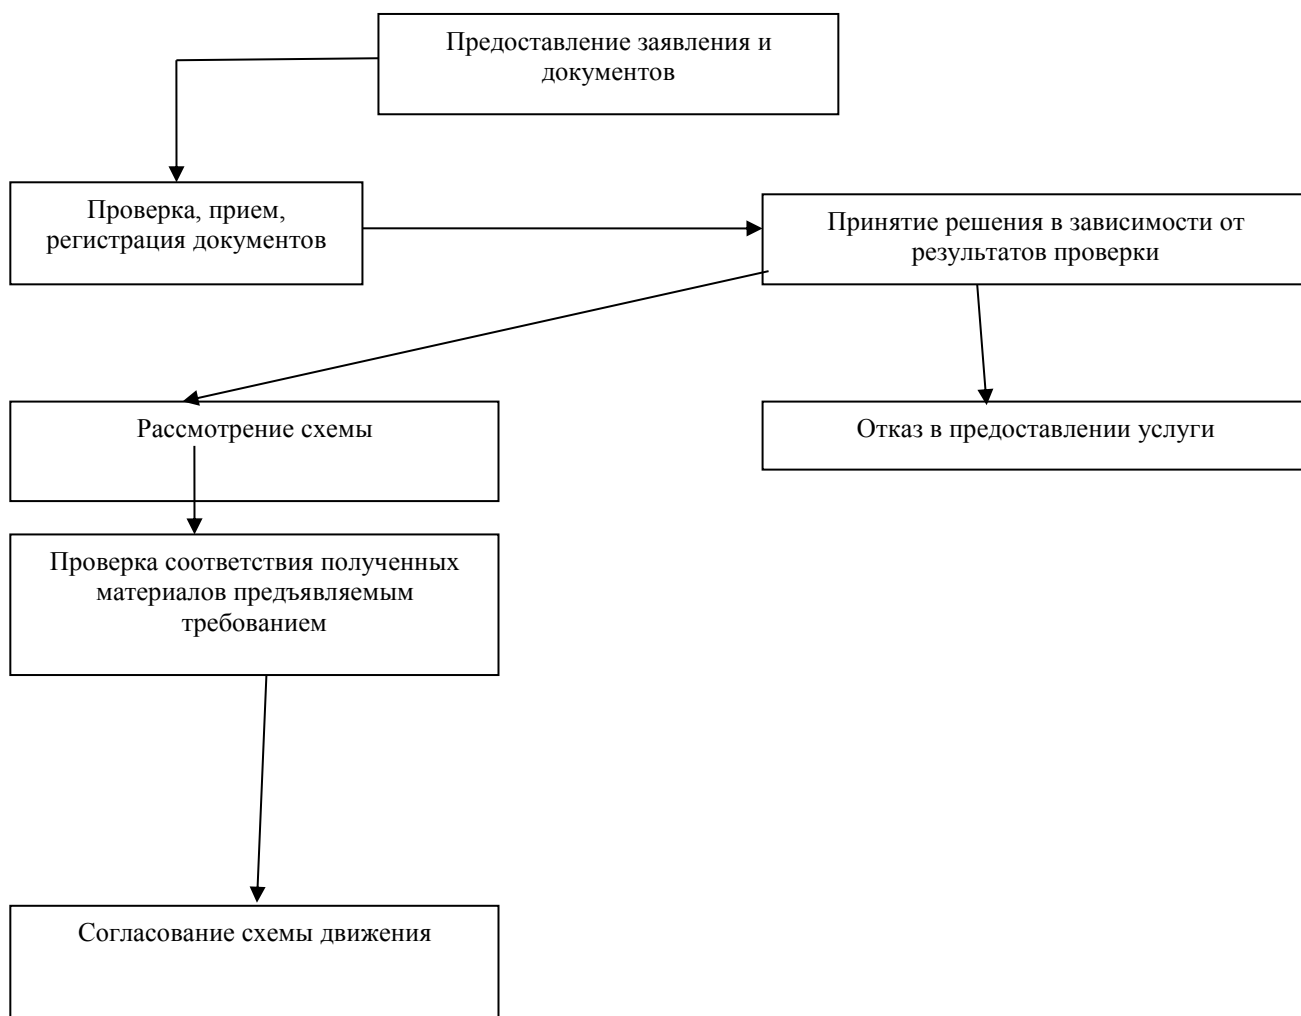 Предоставление заявления и
документов
Проверка, прием,
регистрация документов
Принятие решения в зависимости от
результатов проверки
Рассмотрение схемы
Отказ в предоставлении услуги
Проверка соответствия полученных
материалов предъявляемым
требованием
Согласование схемы движения